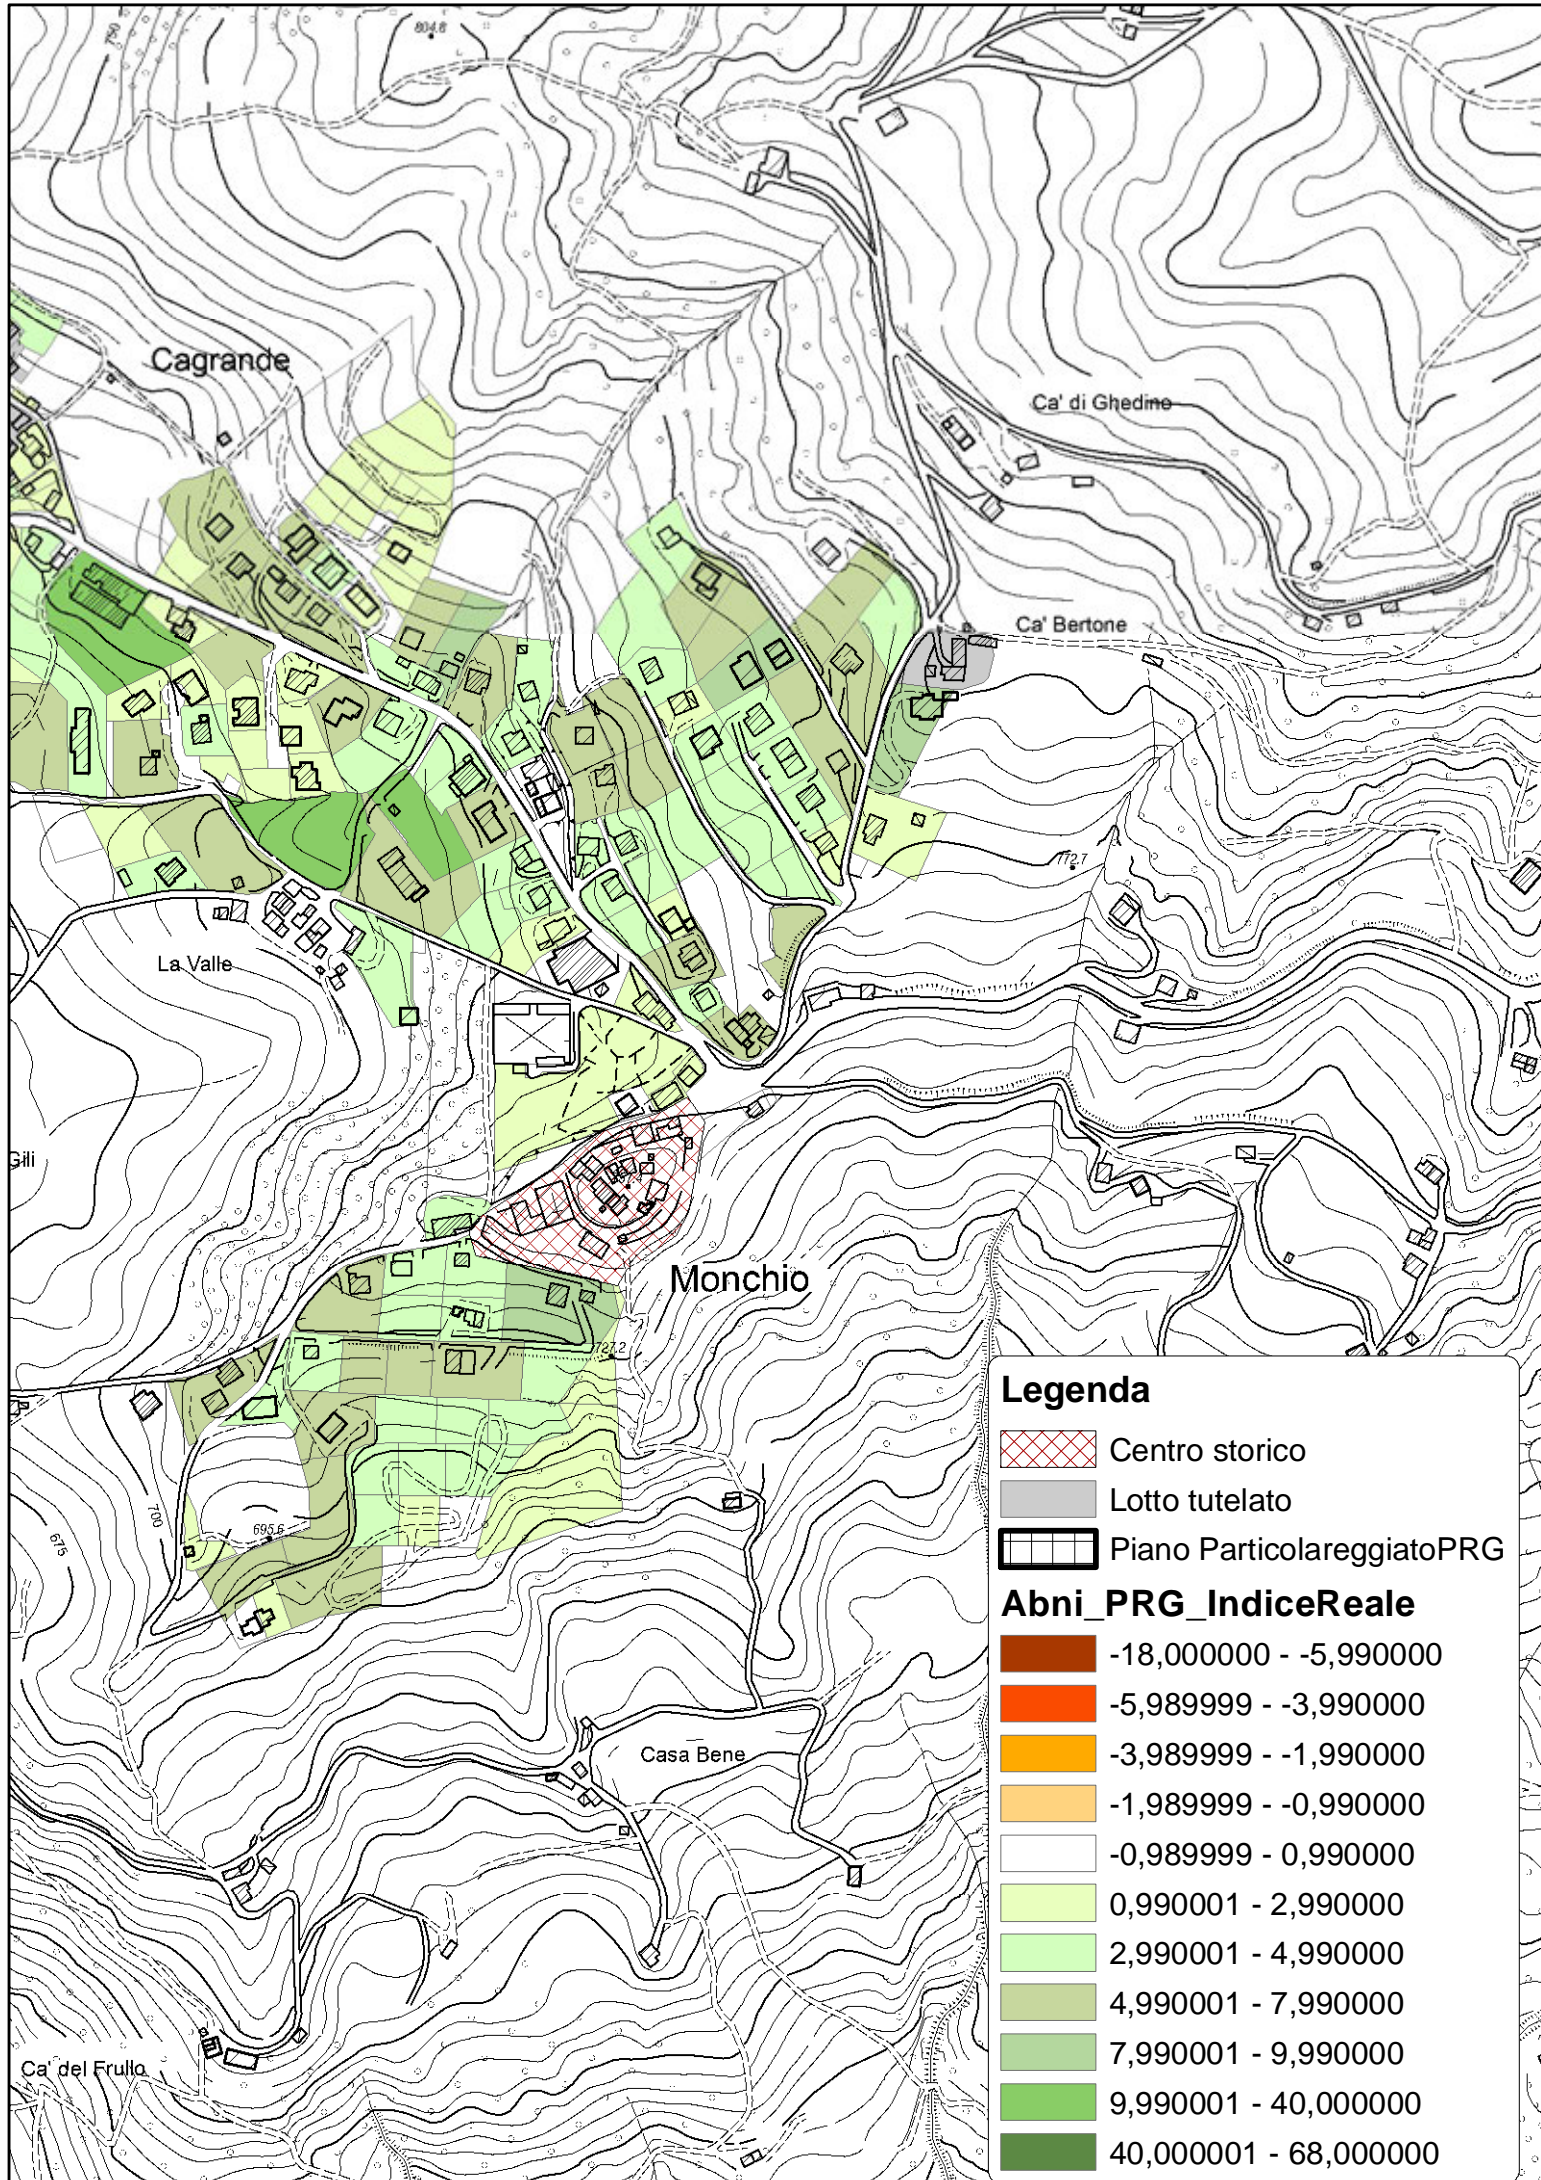 750
804.8
Cagrande
Ca' di Ghedino
Ca' Bertone
772.7
La Valle
Gili
Monchio
727.2
700
695.6
675
Casa Bene
Ca' del Frullo
Legenda
Centro storico
Lotto tutelato
Piano ParticolareggiatoPRG
Abni_PRG_IndiceReale
-18,000000 - -5,990000
-5,989999 - -3,990000
-3,989999 - -1,990000
-1,989999 - -0,990000
-0,989999 - 0,990000
0,990001 - 2,990000
2,990001 - 4,990000
4,990001 - 7,990000
7,990001 - 9,990000
9,990001 - 40,000000
40,000001 - 68,000000